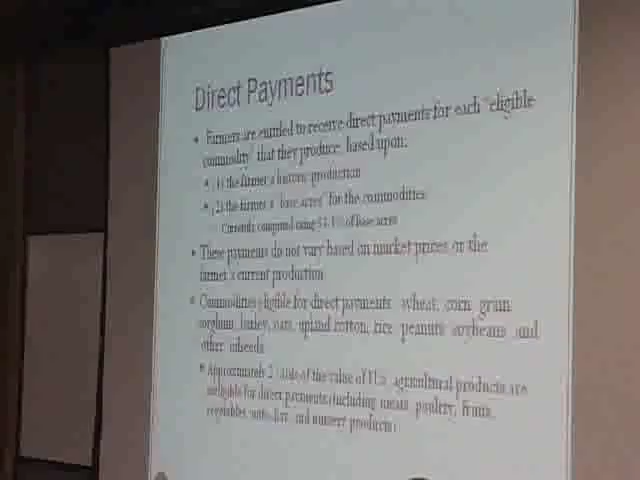 Direct Payments
• Farmers are entitled to receive direct payments for each "eligible
commodity" that they produce, based upon:
• (1) the farmer's historic production
• (2) the farmer's "base acres" for the commodities
Currently computed using of base acres
• These payments do not vary based on market prices or the
farmer's current production
• Commodities eligible for direct payments wheat, corn, grain
sorghum, barley, oats, upland cotton, rice peanuts soybeans and
other oilseeds
• Approximately of the value of U.S. agricultural products are
ineligible for direct payments (including meats poultry, fruits,
vegetables, nuts, hay and nursery products)